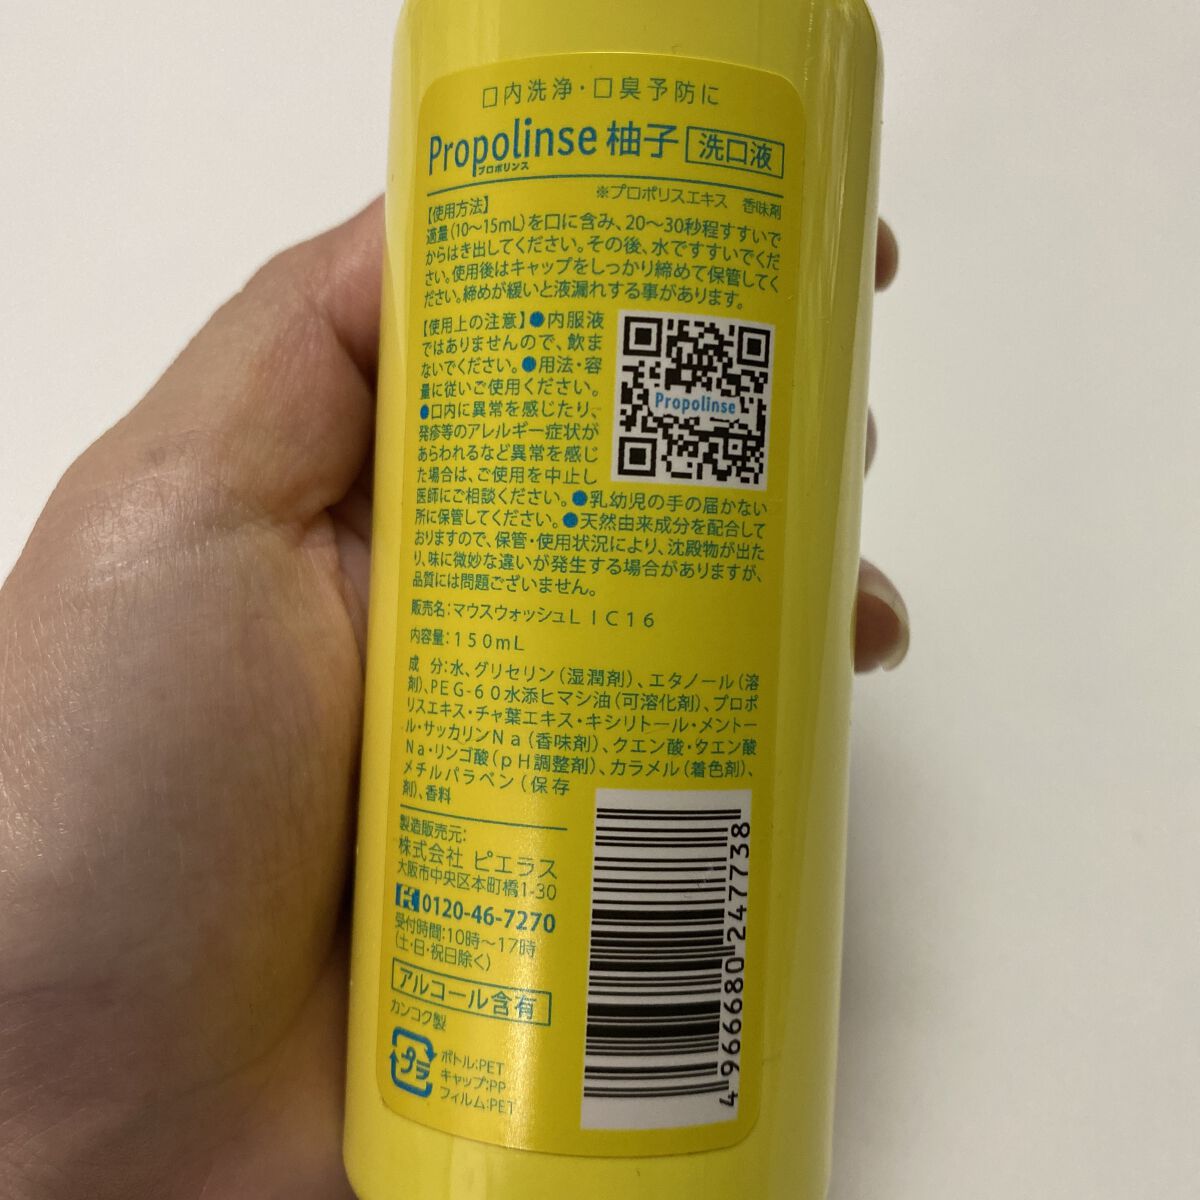 口内洗浄・口臭予防に
Propolinse 柚子 洗口液
プロポリンス
※プロポリスエキス 香味剤
【使用方法】
適量(10〜15mL)を口に含み、20〜30秒程すすいで
からはき出してください。その後、水ですすいでくだ
さい。使用後はキャップをしっかり締めて保管してく
ださい。締めが緩いと液漏れする事があります。
【使用上の注意】●内服液
ではありませんので、飲ま
ないでください。●用法・容
量に従いご使用ください。
●口内に異常を感じたり、
発疹等のアレルギー症状が
あらわれるなど異常を感じ
た場合は、ご使用を中止し
医師にご相談ください。●乳幼児の手の届かない
所に保管してください。●天然由来成分を配合して
おりますので、保管・使用状況により、沈殿物が出た
り、味に微妙な違いが発生する場合がありますが、
品質には問題ございません。
Propolinse
販売名:マウスウォッシュＬＩＣ１６
内容量:１５０ｍＬ
成 分:水、グリセリン(湿潤剤)、エタノール(溶
剤)、ＰＥＧ-６０水添ヒマシ油(可溶化剤)、プロポ
リスエキス・チャ葉エキス・キシリトール・メントー
ル・サッカリンＮａ(香味剤)、クエン酸・クエン酸
Ｎａ・リンゴ酸(ｐＨ調整剤)、カラメル(着色剤)、
メチルパラベン(保存
剤)、香料
製造販売元:
株式会社 ピエラス
大阪市中央区本町橋1-30
0120-46-7270
受付時間:10時〜17時
(土・日・祝日除く)
アルコール含有
カンコク製
プラ
ボトル:PET
キャップ:PP
フィルム:PET
4 966680 247738